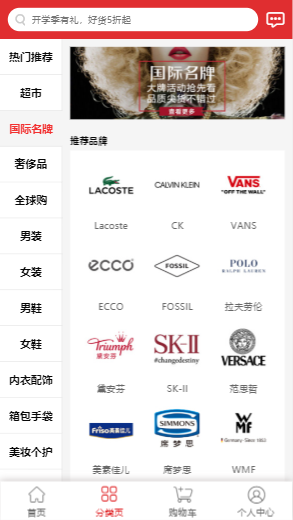 开学季有礼，好货5折起
热门推荐
超市
国际名牌
奢侈品
全球购
男装
女装
男鞋
女鞋
内衣配饰
箱包手袋
美妆个护
国际名牌
大牌活动抢先看
品质尖货不错过
查看更多
推荐品牌
LACOSTE
CALVIN KLEIN
VANS
"OFF THE WALL"
Lacoste
CK
VANS
ecco
FOSSIL
POLO
RALPH LAUREN
ECCO
FOSSIL
拉夫劳伦
Triumph
黛安芬
SK-II
#changedestiny
VERSACE
黛安芬
SK-II
范思哲
Friso美素佳儿
SIMMONS
席梦思
WMF
Germany · Since 1853
美素佳儿
席梦思
WMF
首页
分类页
购物车
个人中心